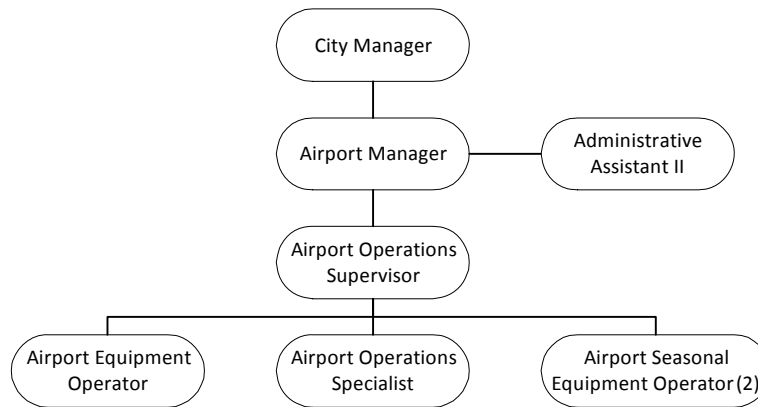 City Manager
Airport Manager
Administrative
Assistant II
Airport Operations
Supervisor
Airport Equipment
Operator
Airport Operations
Specialist
Airport Seasonal
Equipment Operator (2)